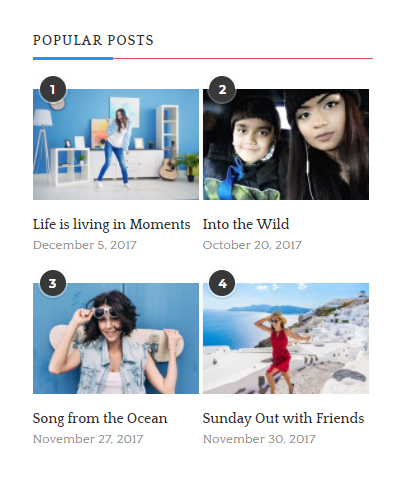 POPULAR POSTS
1
2
Life is living in Moments
December 5, 2017
Into the Wild
October 20, 2017
3
4
Song from the Ocean
November 27, 2017
Sunday Out with Friends
November 30, 2017